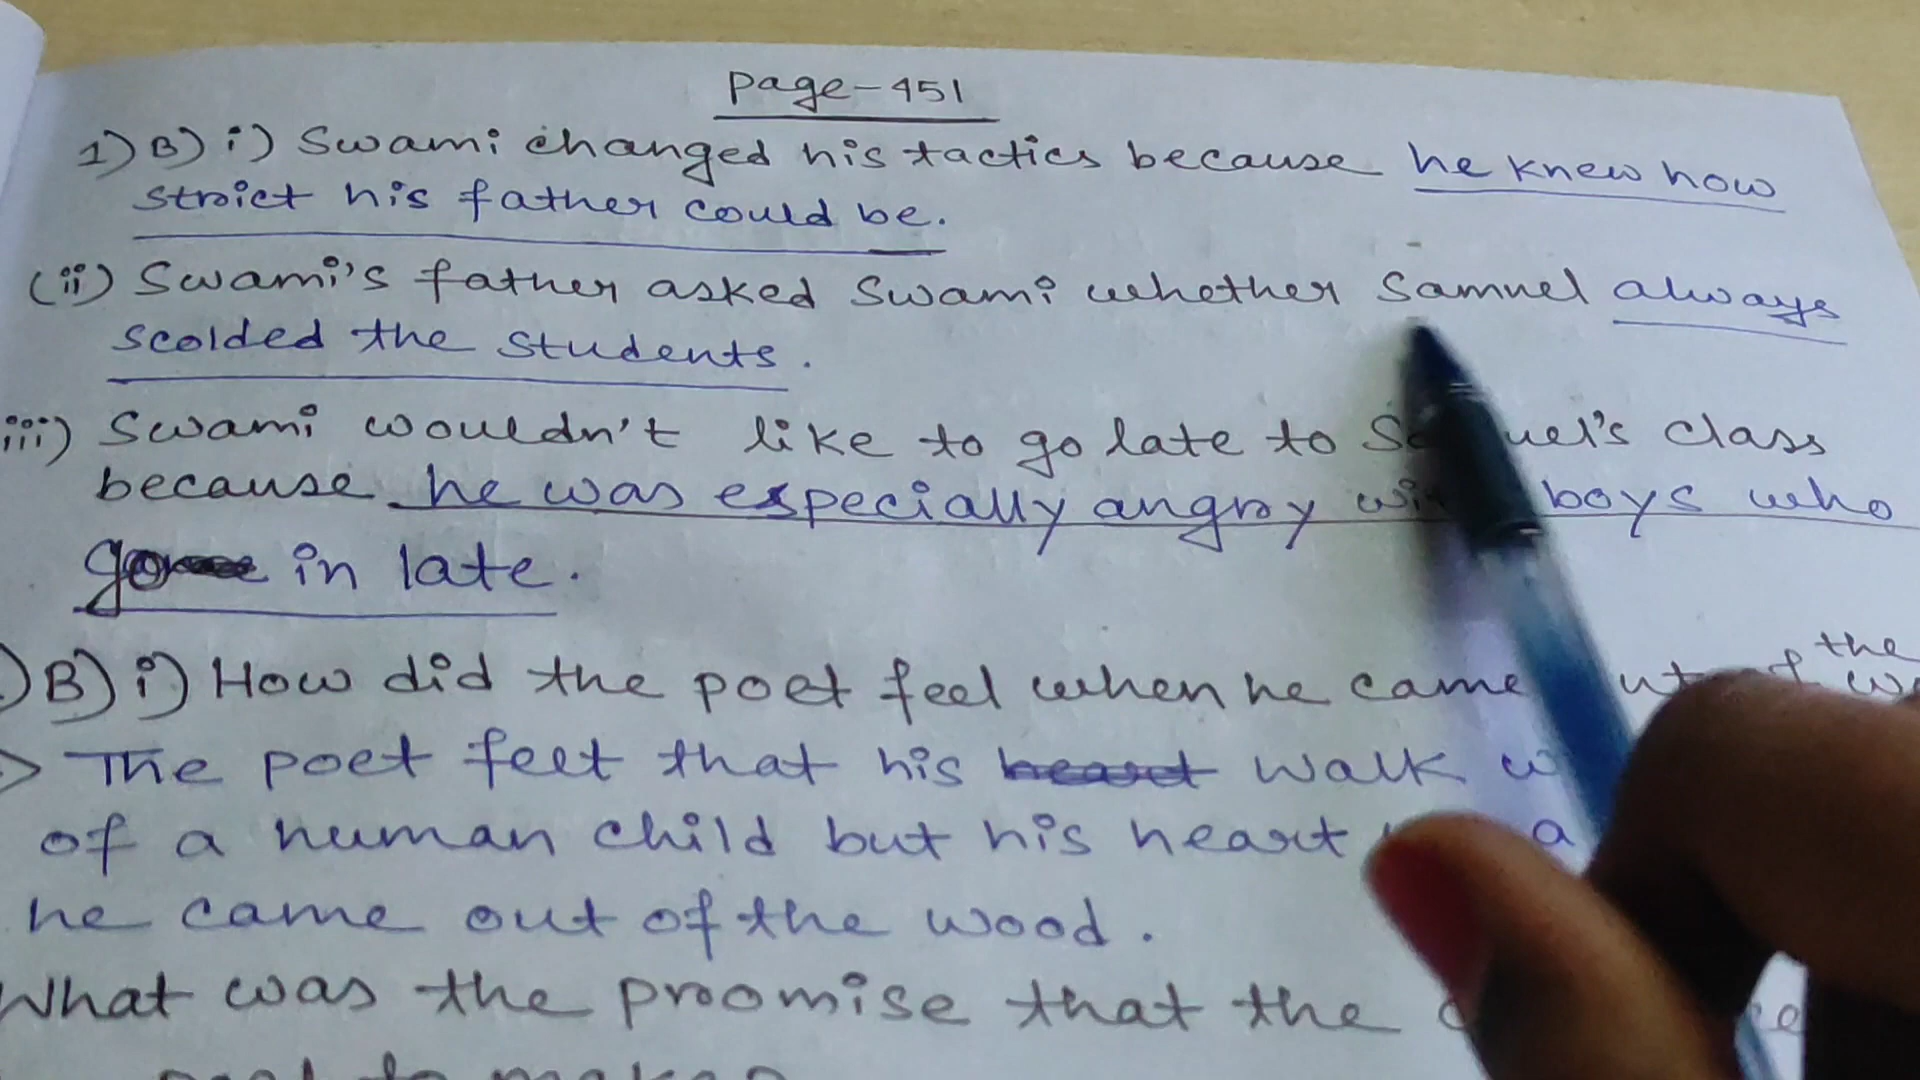 Page-451
1) B) i) Swami changed his tactics because he knew how
strict his father could be.
(ii) Swami's father asked Swami whether Samuel always
scolded the students.
iii) Swami wouldn't like to go late to class
because he was especially angry boys who
in late.
) B) i) How did the poet feel when he came the
> The poet felt that his walk
of a human child but his heart a
he came out of the wood.
What was the promise that the